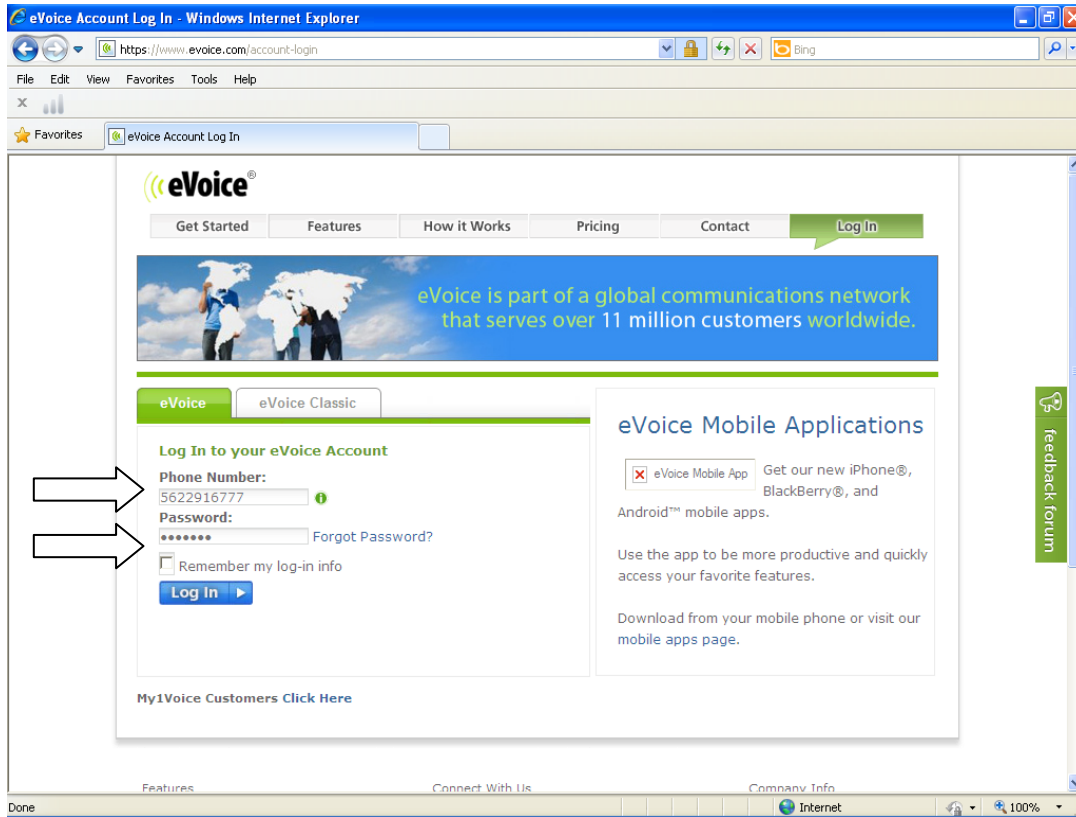 eVoice Account Log In - Windows Internet Explorer
https://www.evoice.com/account-login
Bing
File Edit View Favorites Tools Help
x
Favorites
eVoice Account Log In
eVoice®
Get Started Features How it Works Pricing Contact Log In
eVoice is part of a global communications network
that serves over 11 million customers worldwide.
eVoice eVoice Classic
Log In to your eVoice Account
Phone Number:
5622916777
Password:
•••••••
Forgot Password?
Remember my log-in info
Log In
eVoice Mobile Applications
eVoice Mobile App
Get our new iPhone®,
BlackBerry®, and
Android™ mobile apps.
Use the app to be more productive and quickly
access your favorite features.
Download from your mobile phone or visit our
mobile apps page.
feedback forum
My1Voice Customers Click Here
Features Connect With Us Company Info
Done
Internet
100%